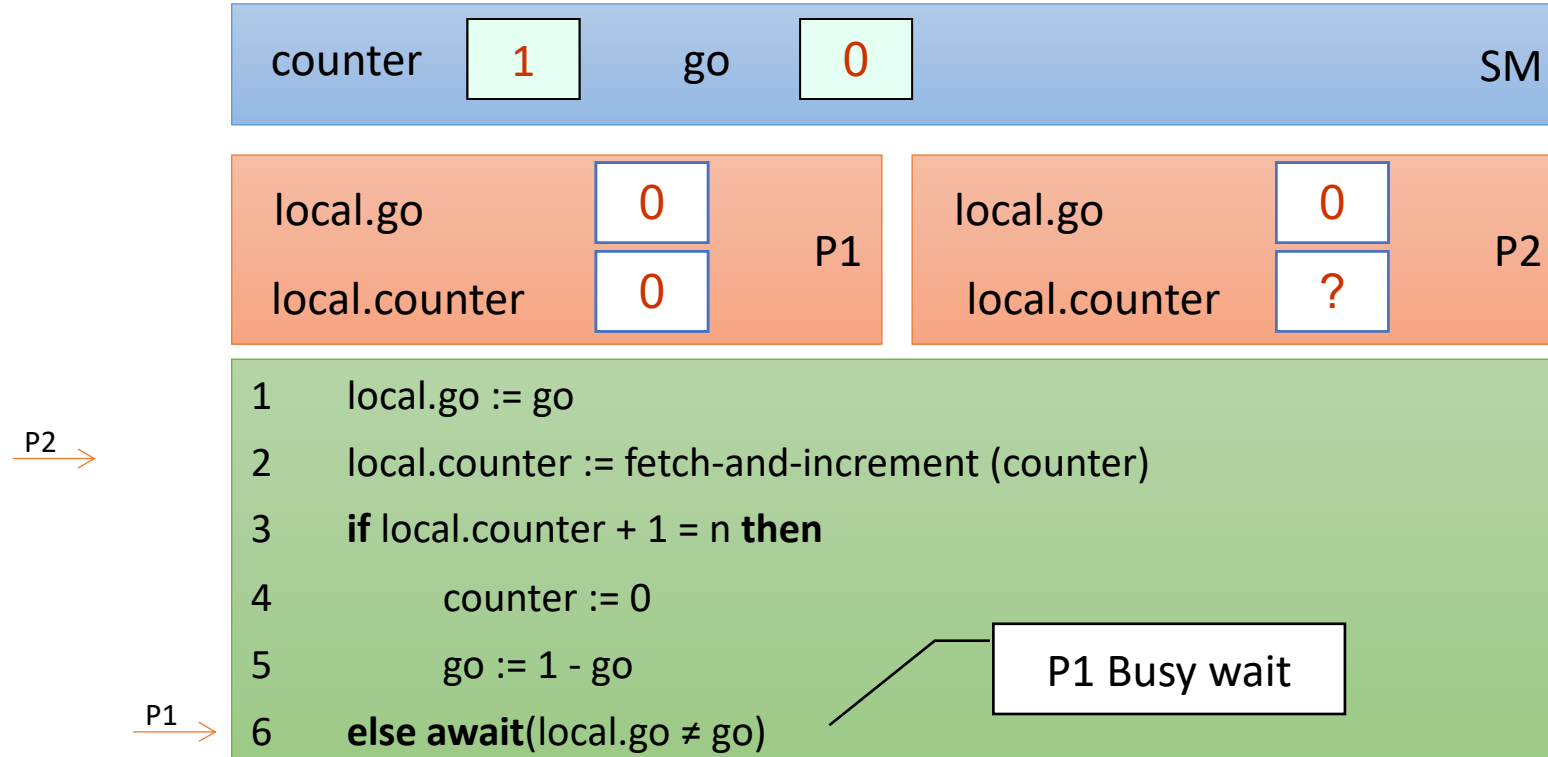 counter 1 go 0 SM
local.go 0
local.counter 0
P1
local.go 0
local.counter ?
P2
1 local.go := go
P2
2 local.counter := fetch-and-increment (counter)
3 if local.counter + 1 = n then
4 counter := 0
5 go := 1 - go
P1 Busy wait
P1
6 else await(local.go ≠ go)